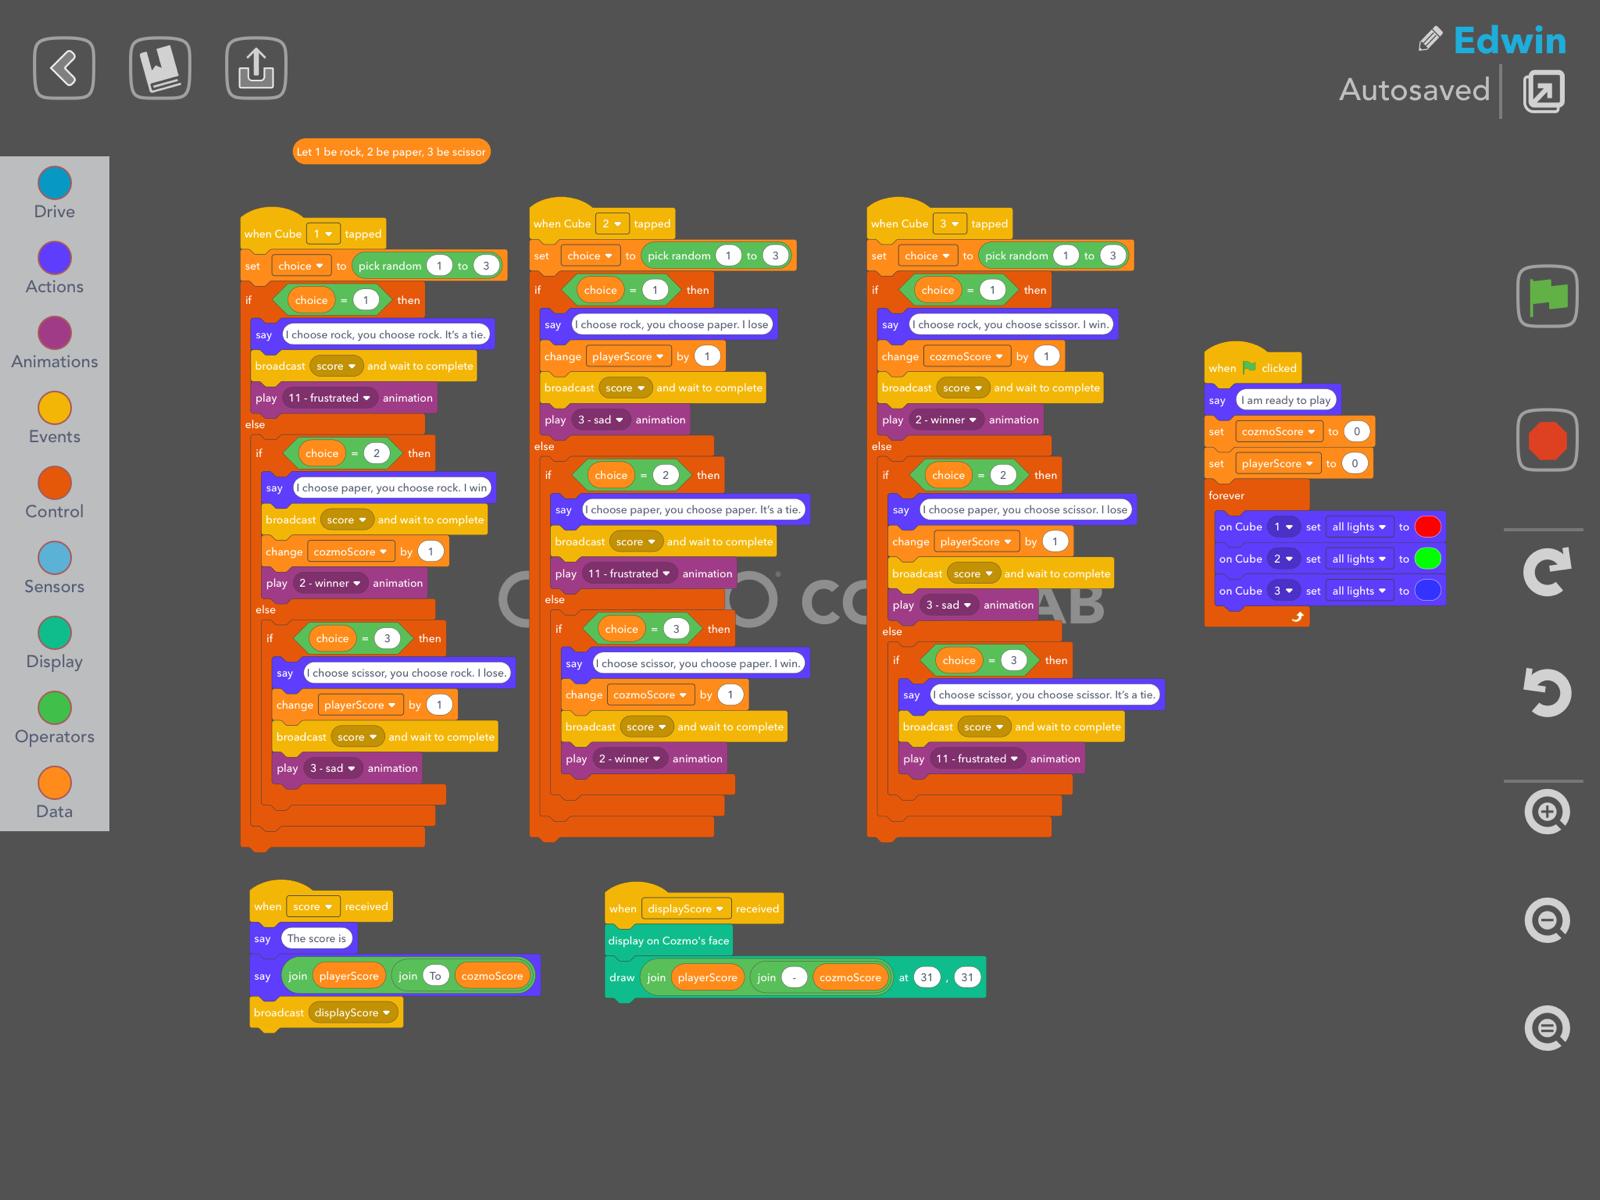 Edwin
Autosaved
Let 1 be rock, 2 be paper, 3 be scissor
Drive
Actions
Animations
Events
Control
Sensors
Display
Operators
Data
when Cube 1 tapped
set choice to pick random 1 to 3
if choice = 1 then
say I choose rock, you choose rock. It's a tie.
broadcast score and wait to complete
play 11 - frustrated animation
else
if choice = 2 then
say I choose paper, you choose rock. I win
broadcast score and wait to complete
change cozmoScore by 1
play 2 - winner animation
else
if choice = 3 then
say I choose scissor, you choose rock. I lose.
change playerScore by 1
broadcast score and wait to complete
play 3 - sad animation
when Cube 2 tapped
set choice to pick random 1 to 3
if choice = 1 then
say I choose rock, you choose paper. I lose
change playerScore by 1
broadcast score and wait to complete
play 3 - sad animation
else
if choice = 2 then
say I choose paper, you choose paper. It's a tie.
broadcast score and wait to complete
play 11 - frustrated animation
else
if choice = 3 then
say I choose scissor, you choose paper. I win.
change cozmoScore by 1
broadcast score and wait to complete
play 2 - winner animation
when Cube 3 tapped
set choice to pick random 1 to 3
if choice = 1 then
say I choose rock, you choose scissor. I win.
change cozmoScore by 1
broadcast score and wait to complete
play 2 - winner animation
else
if choice = 2 then
say I choose paper, you choose scissor. I lose
change playerScore by 1
broadcast score and wait to complete
play 3 - sad animation
else
if choice = 3 then
say I choose scissor, you choose scissor. It's a tie.
broadcast score and wait to complete
play 11 - frustrated animation
when clicked
say I am ready to play
set cozmoScore to 0
set playerScore to 0
forever
on Cube 1 set all lights to
on Cube 2 set all lights to
on Cube 3 set all lights to
when score received
say The score is
say join playerScore join To cozmoScore
broadcast displayScore
when displayScore received
display on Cozmo's face
draw join playerScore join - cozmoScore at 31 , 31